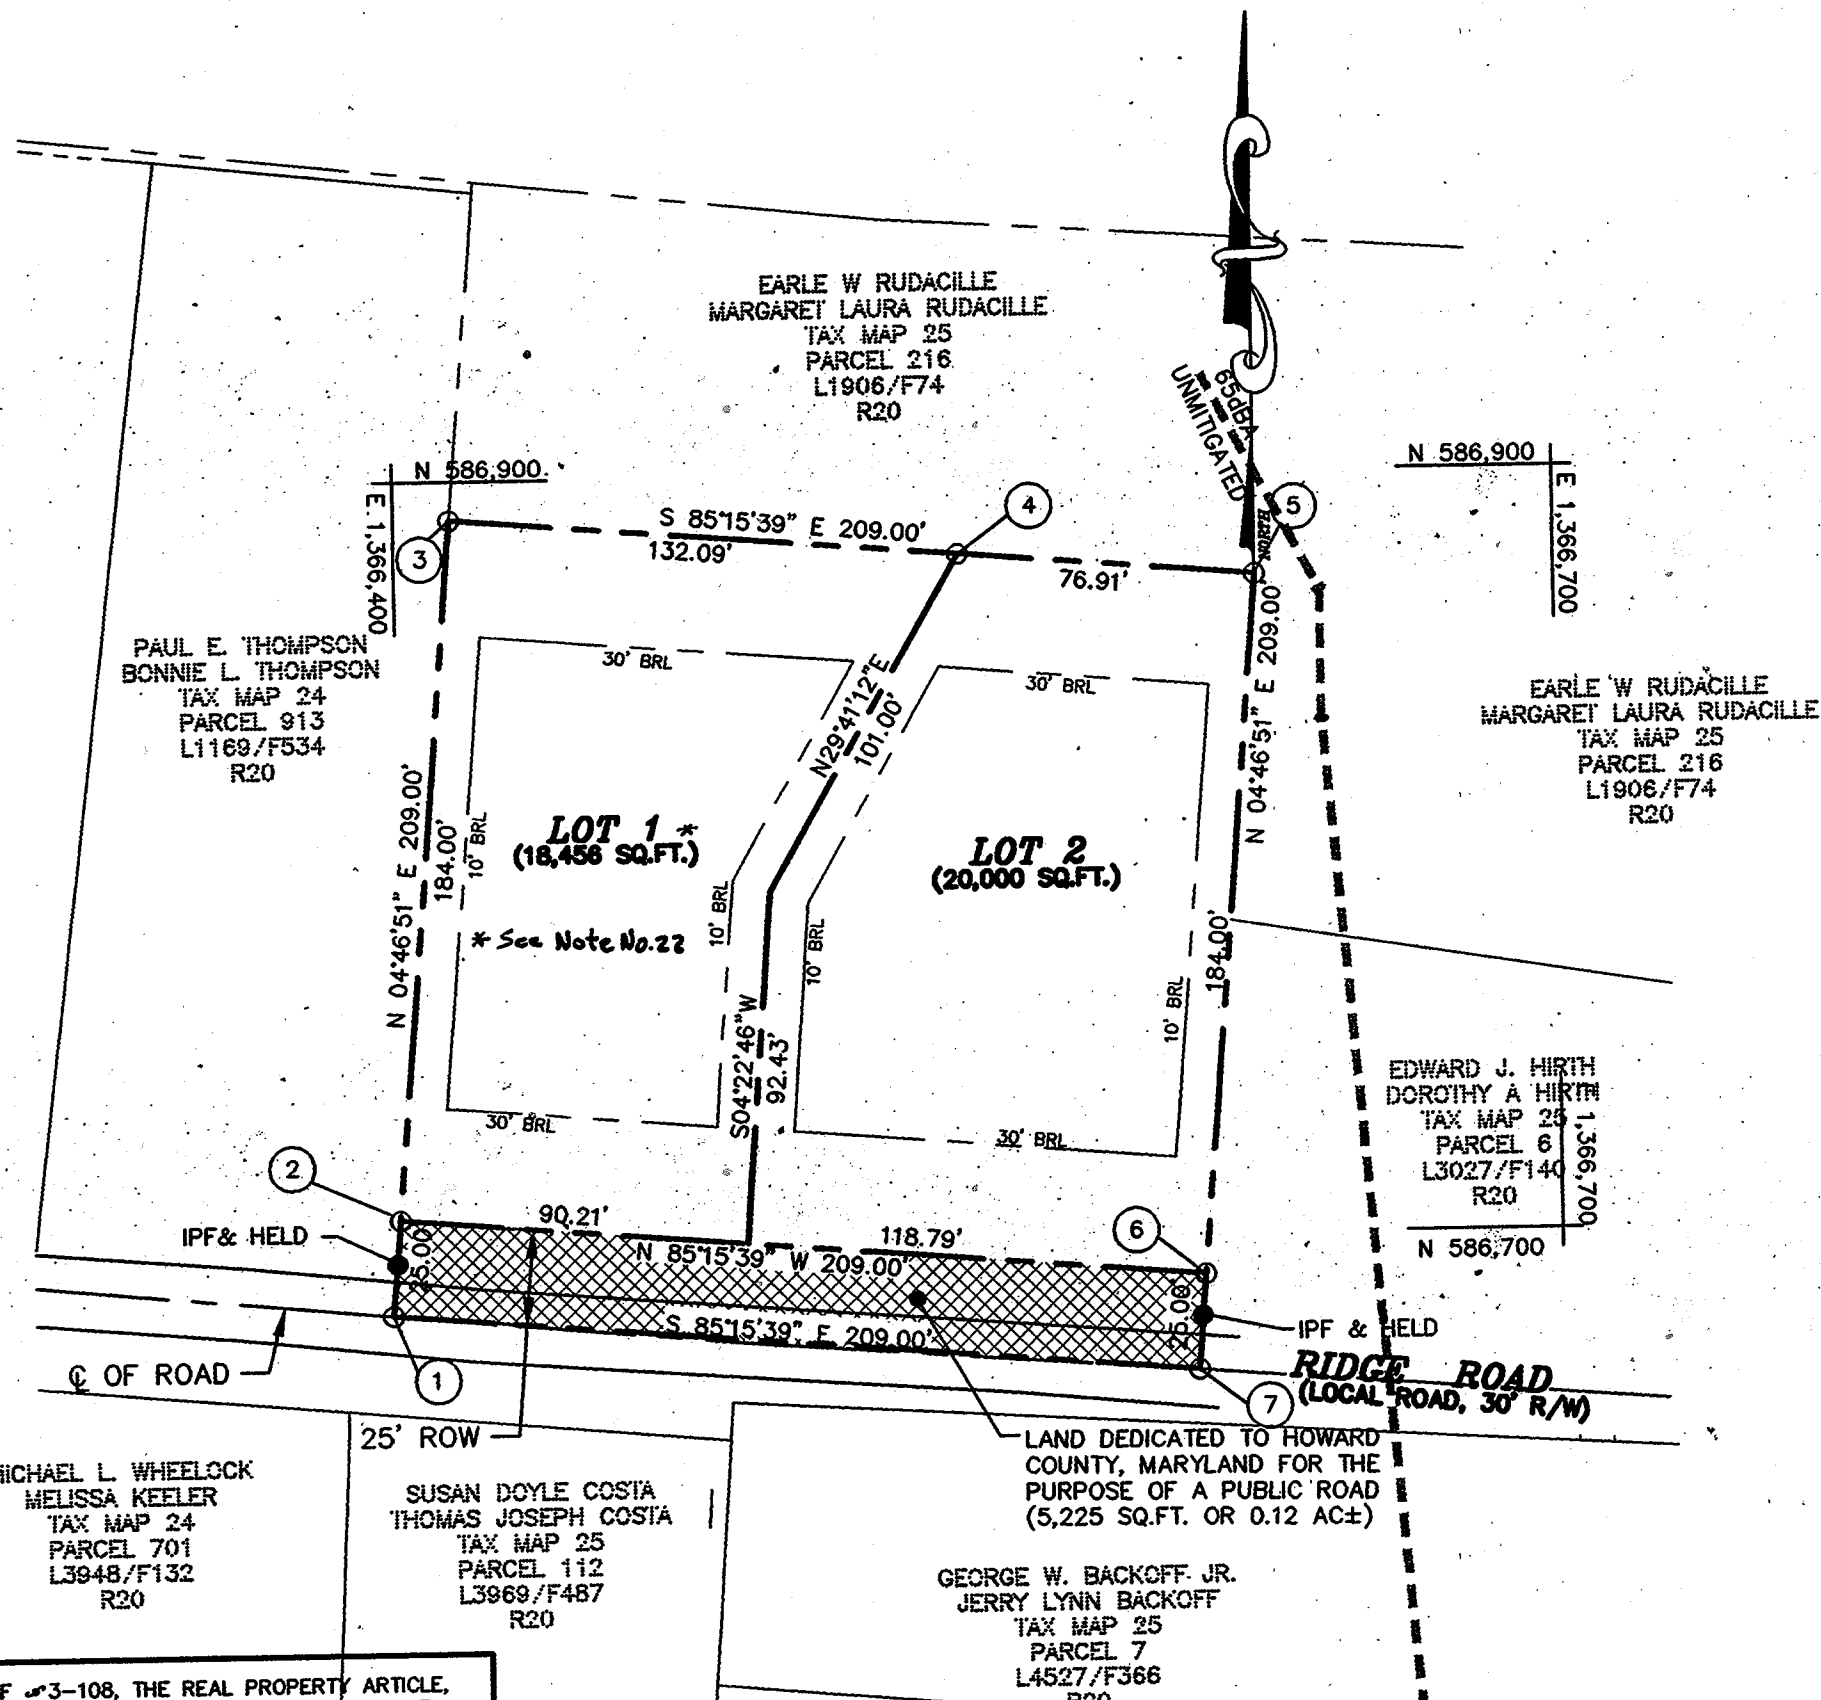 EARLE W RUDACILLE
MARGARET LAURA RUDACILLE
TAX MAP 25
PARCEL 216
L1906/F74
R20
65dBA
UNMITIGATED
NORTH
N 586,900
E 1,366,400
N 586,900
E 1,366,700
3
4
5
S 85°15'39" E 209.00'
132.09'
76.91'
PAUL E. THOMPSON
BONNIE L. THOMPSON
TAX MAP 24
PARCEL 913
L1169/F534
R20
30' BRL
30' BRL
N29°41'12"E
101.00'
N 04°46'51" E 209.00'
EARLE W RUDACILLE
MARGARET LAURA RUDACILLE
TAX MAP 25
PARCEL 216
L1906/F74
R20
N 04°46'51" E 209.00'
184.00'
10' BRL
LOT 1 *
(18,456 SQ.FT.)
* See Note No.22
10' BRL
10' BRL
LOT 2
(20,000 SQ.FT.)
184.00'
10' BRL
S04°22'46"W
92.43'
30' BRL
30' BRL
EDWARD J. HIRTH
DOROTHY A HIRTH
TAX MAP 25
PARCEL 6
L3027/F140
R20
E 1,366,700
N 586,700
2
90.21'
118.79'
6
IPF& HELD
25.00'
N 85°15'39" W 209.00'
25.00'
S 85°15'39" E 209.00'
IPF & HELD
℄ OF ROAD
1
7
RIDGE ROAD
(LOCAL ROAD, 30' R/W)
25' ROW
LAND DEDICATED TO HOWARD
COUNTY, MARYLAND FOR THE
PURPOSE OF A PUBLIC ROAD
(5,225 SQ.FT. OR 0.12 AC±)
MICHAEL L. WHEELOCK
MELISSA KEELER
TAX MAP 24
PARCEL 701
L3948/F132
R20
SUSAN DOYLE COSTA
THOMAS JOSEPH COSTA
TAX MAP 25
PARCEL 112
L3969/F487
R20
GEORGE W. BACKOFF JR.
JERRY LYNN BACKOFF
TAX MAP 25
PARCEL 7
L4527/F366
R20
3-108, THE REAL PROPERTY ARTICLE,